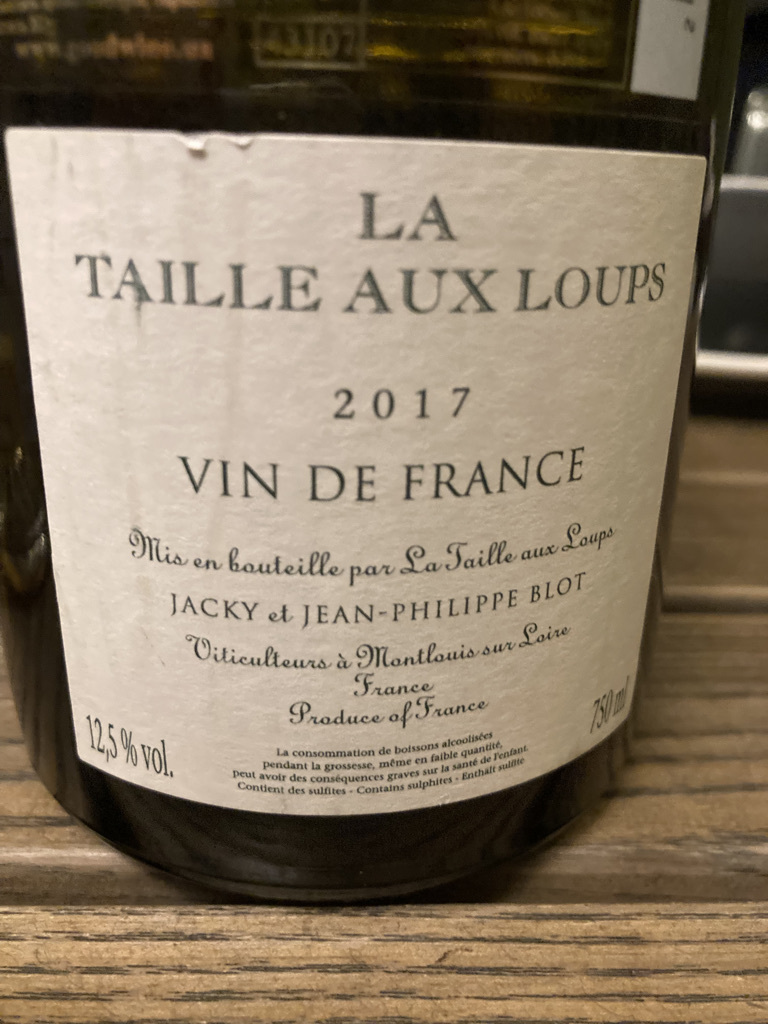 www.goodwine.ua
LA
TAILLE AUX LOUPS
2017
VIN DE FRANCE
Mis en bouteille par La Taille aux Loups
JACKY et JEAN-PHILIPPE BLOT
Viticulteurs à Montlouis sur Loire
France
Produce of France
12,5 % vol.
750 ml
La consommation de boissons alcoolisées
pendant la grossesse, même en faible quantité,
peut avoir des conséquences graves sur la santé de l'enfant.
Contient des sulfites - Contains sulphites - Enthält sulfite